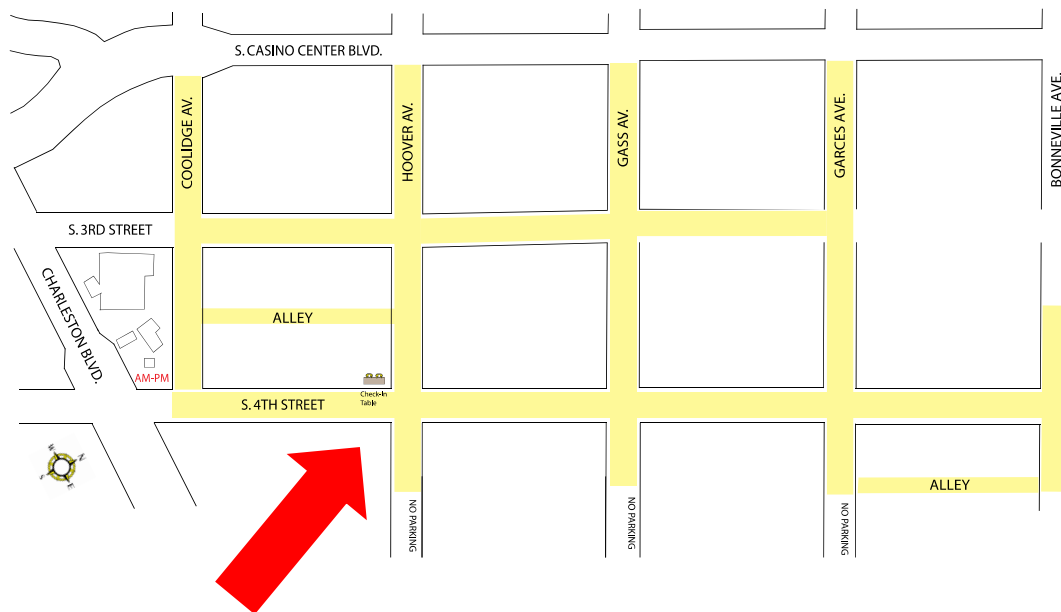 S. CASINO CENTER BLVD.
COOLIDGE AV.
HOOVER AV.
GASS AV.
GARCES AVE.
BONNEVILLE AVE.
S. 3RD STREET
CHARLESTON BLVD.
ALLEY
AM-PM
Check-In
Table
S. 4TH STREET
W
N
S
E
ALLEY
NO PARKING
NO PARKING
NO PARKING